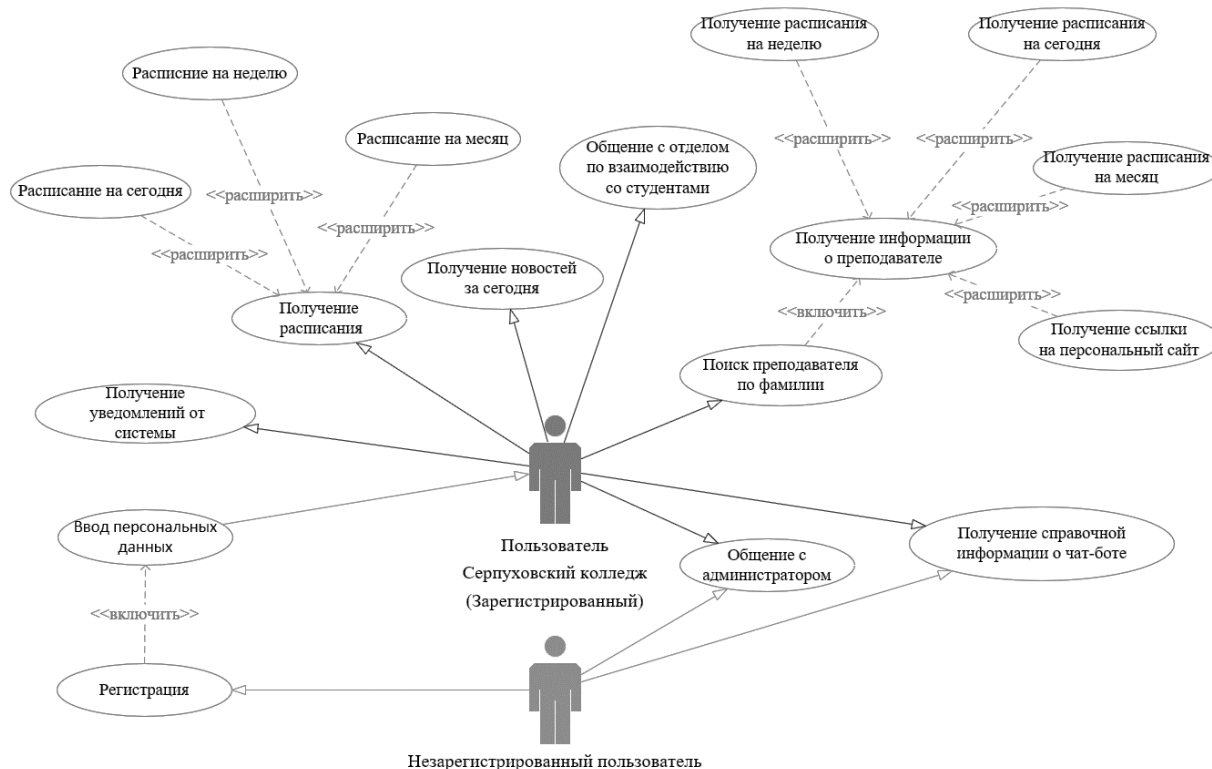 Расписние на неделю
Расписание на месяц
Расписание на сегодня
<<расширить>>
<<расширить>>
<<расширить>>
Получение
расписания
Получение новостей
за сегодня
Общение с отделом
по взаимодействию
со студентами
Получение расписания
на неделю
Получение расписания
на сегодня
<<расширить>>
<<расширить>>
Получение расписания
на месяц
<<расширить>>
Получение информации
о преподавателе
<<расширить>>
<<включить>>
Получение ссылки
на персональный сайт
Поиск преподавателя
по фамилии
Получение
уведомлений от
системы
Ввод персональных
данных
<<включить>>
Регистрация
Пользователь
Серпуховский колледж
(Зарегистрированный)
Общение с
администратором
Получение справочной
информации о чат-боте
Незарегистрированный пользователь